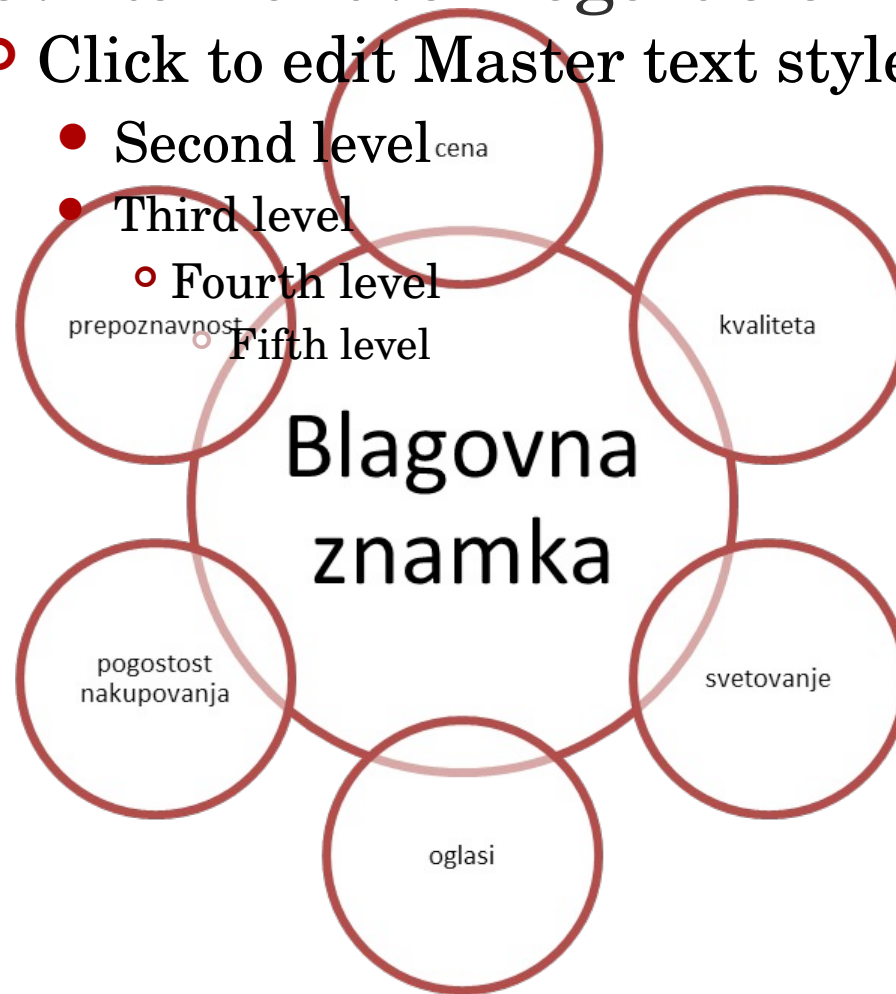 Click to edit Master text style
Second level
cena
Third level
Fourth level
prepoznavnost
kvaliteta
Fifth level
Blagovna
znamka
pogostost
nakupovanja
svetovanje
oglasi